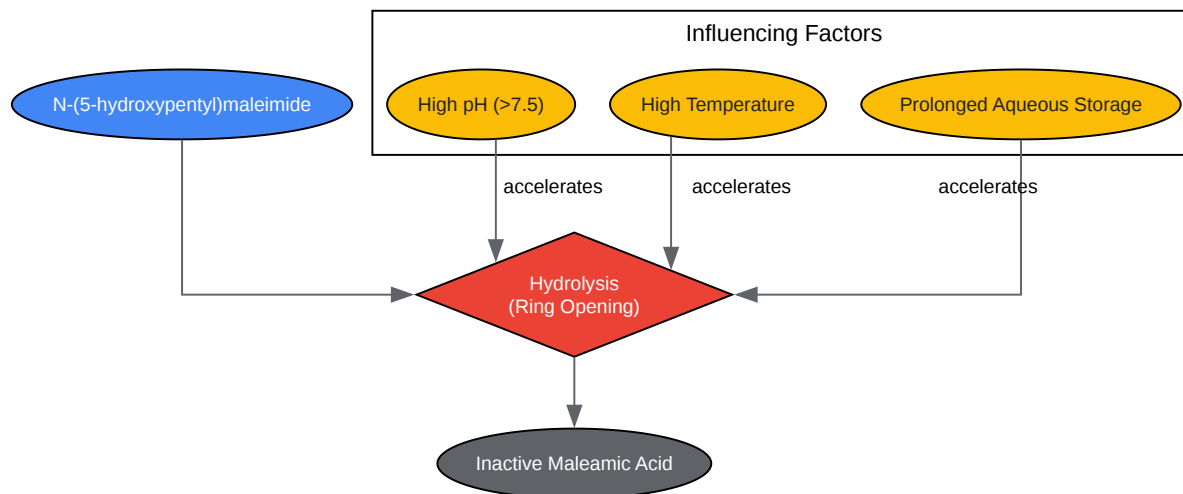 Influencing Factors
N-(5-hydroxypentyl)maleimide
High pH (>7.5)
High Temperature
Prolonged Aqueous Storage
accelerates
accelerates
accelerates
Hydrolysis
(Ring Opening)
Inactive Maleamic Acid